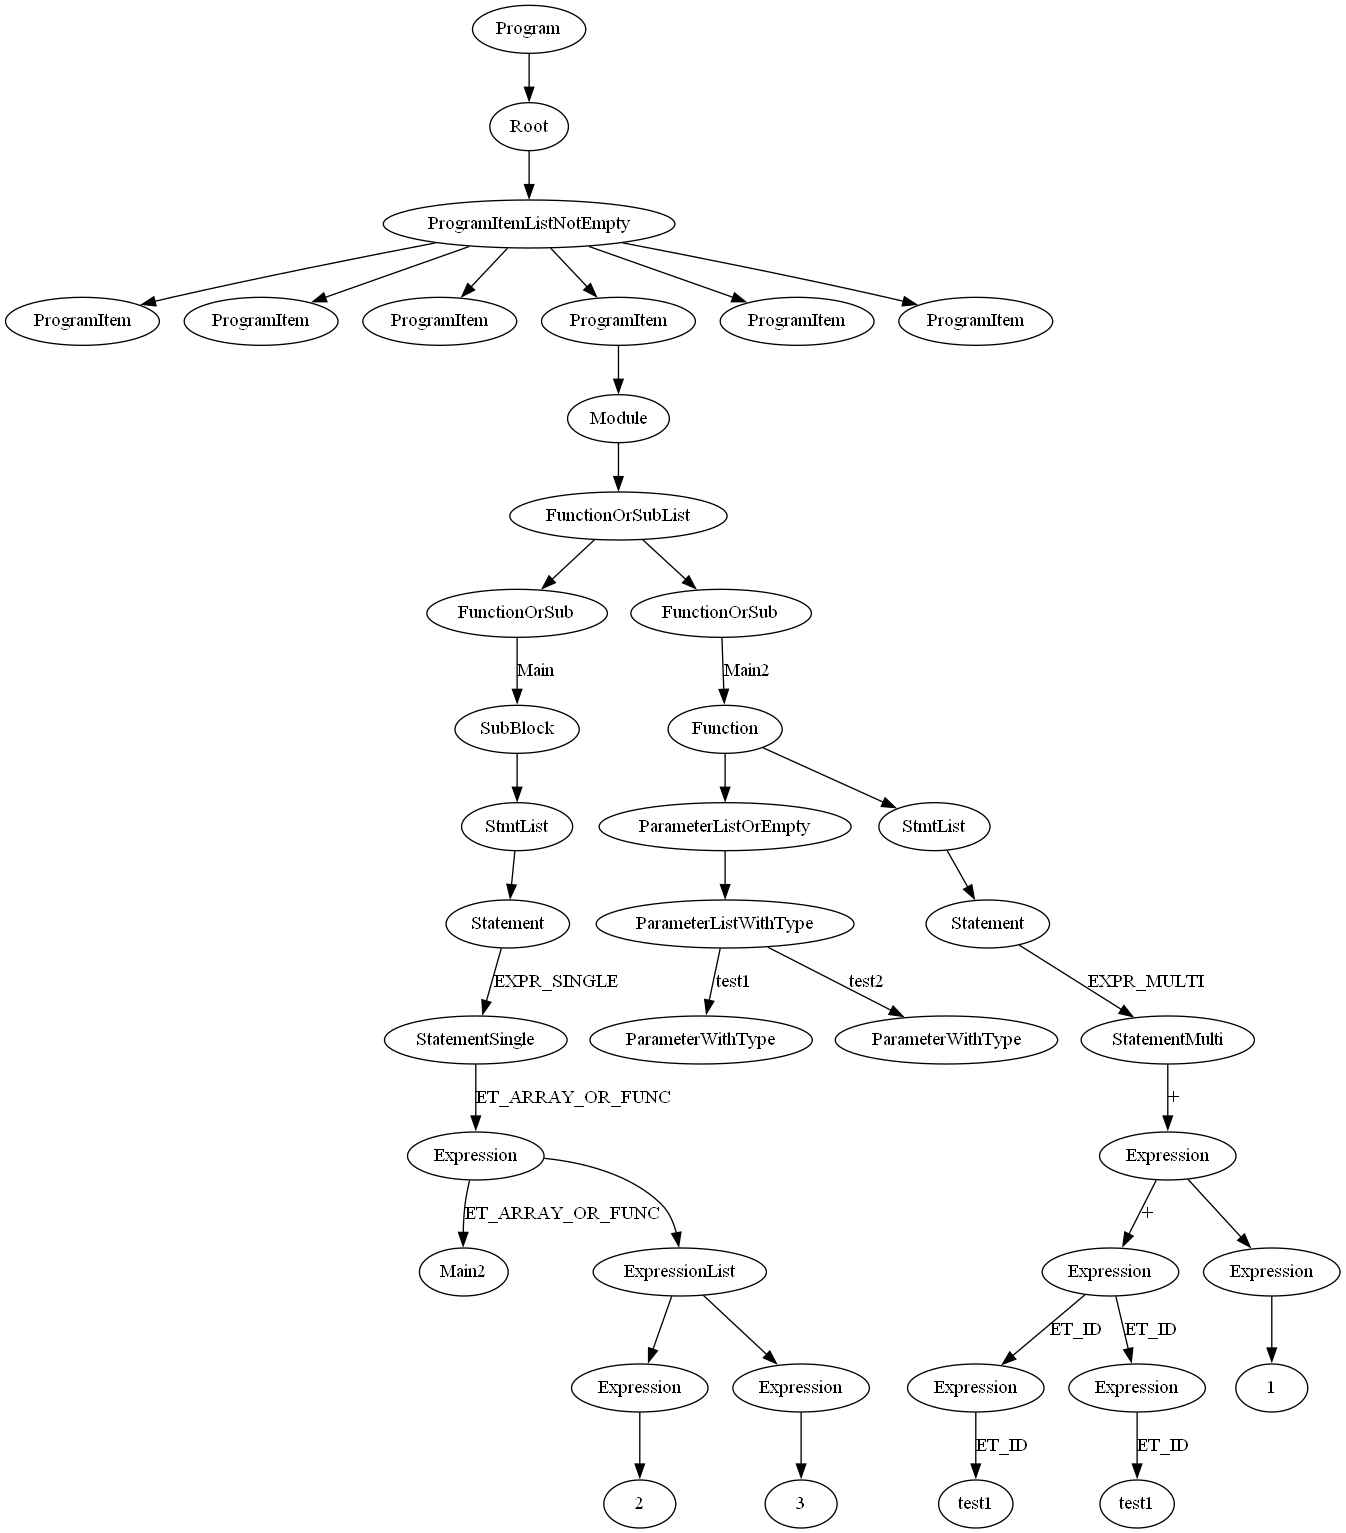 Program
Root
ProgramItemListNotEmpty
ProgramItem ProgramItem ProgramItem ProgramItem ProgramItem ProgramItem
Module
FunctionOrSubList
FunctionOrSub FunctionOrSub
Main Main2
SubBlock Function
StmtList ParameterListOrEmpty StmtList
Statement ParameterListWithType Statement
EXPR_SINGLE test1 test2 EXPR_MULTI
StatementSingle ParameterWithType ParameterWithType StatementMulti
ET_ARRAY_OR_FUNC +
Expression Expression
ET_ARRAY_OR_FUNC +
Main2 ExpressionList Expression Expression
ET_ID ET_ID
Expression Expression Expression Expression 1
ET_ID ET_ID
2 3 test1 test1